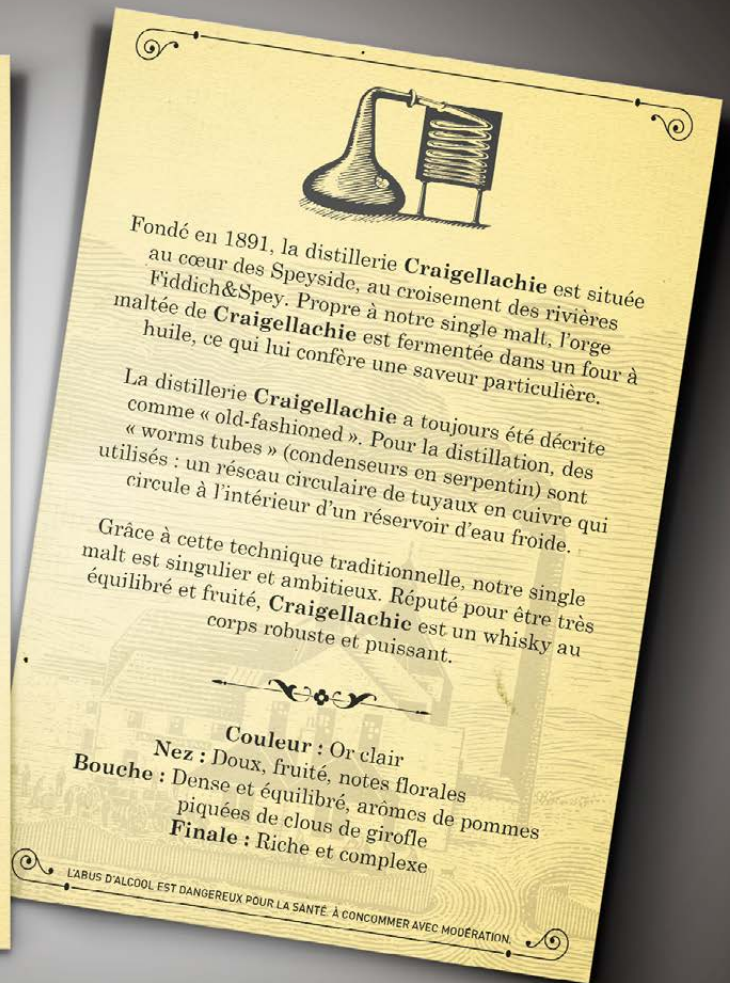 Fondé en 1891, la distillerie Craigellachie est située
au cœur des Speyside, au croisement des rivières
Fiddich&Spey. Propre à notre single malt, l'orge
maltée de Craigellachie est fermentée dans un four à
huile, ce qui lui confère une saveur particulière.
La distillerie Craigellachie a toujours été décrite
comme « old-fashioned ». Pour la distillation, des
« worms tubes » (condenseurs en serpentin) sont
utilisés : un réseau circulaire de tuyaux en cuivre qui
circule à l'intérieur d'un réservoir d'eau froide.
Grâce à cette technique traditionnelle, notre single
malt est singulier et ambitieux. Réputé pour être très
équilibré et fruité, Craigellachie est un whisky au
corps robuste et puissant.
Couleur : Or clair
Nez : Doux, fruité, notes florales
Bouche : Dense et équilibré, arômes de pommes
piquées de clous de girofle
Finale : Riche et complexe
L'ABUS D'ALCOOL EST DANGEREUX POUR LA SANTÉ. À CONCOMMER AVEC MODÉRATION.